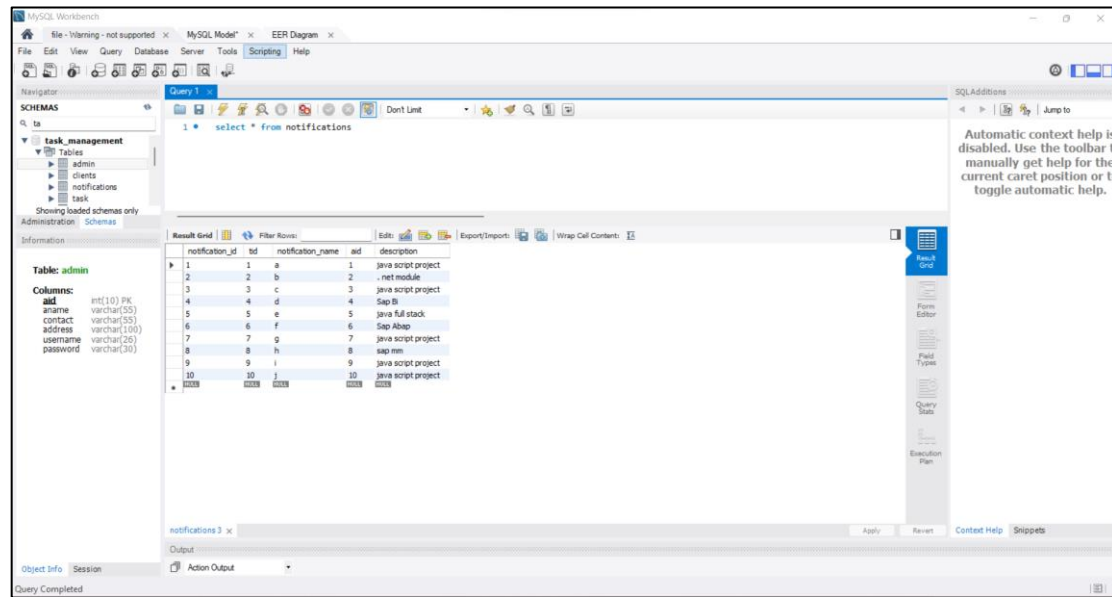 MySQL Workbench
file - Warning - not supported × MySQL Model* × EER Diagram ×
File Edit View Query Database Server Tools Scripting Help
Navigator
SCHEMAS
ta
task_management
Tables
admin
clients
notifications
task
Showing loaded schemas only
Administration Schemas
Information
Table: admin
Columns:
aid int(10) PK
aname varchar(55)
contact varchar(55)
address varchar(100)
username varchar(26)
password varchar(30)
Object Info Session
Query Completed
Query 1 ×
Don't Limit
1 select * from notifications
Result Grid Filter Rows: Edit: Export/Import: Wrap Cell Content:
notification_id tid notification_name aid description
1 1 a 1 java script project
2 2 b 2 . net module
3 3 c 3 java script project
4 4 d 4 Sap Bi
5 5 e 5 java full stack
6 6 f 6 Sap Abap
7 7 g 7 java script project
8 8 h 8 sap mm
9 9 i 9 java script project
10 10 j 10 java script project
NULL NULL NULL NULL NULL
Result
Grid
Form
Editor
Field
Types
Query
Stats
Execution
Plan
notifications 3 ×
Apply Revert
Output
Action Output
SQLAdditions
Jump to
Automatic context help is
disabled. Use the toolbar t
manually get help for the
current caret position or t
toggle automatic help.
Context Help Snippets